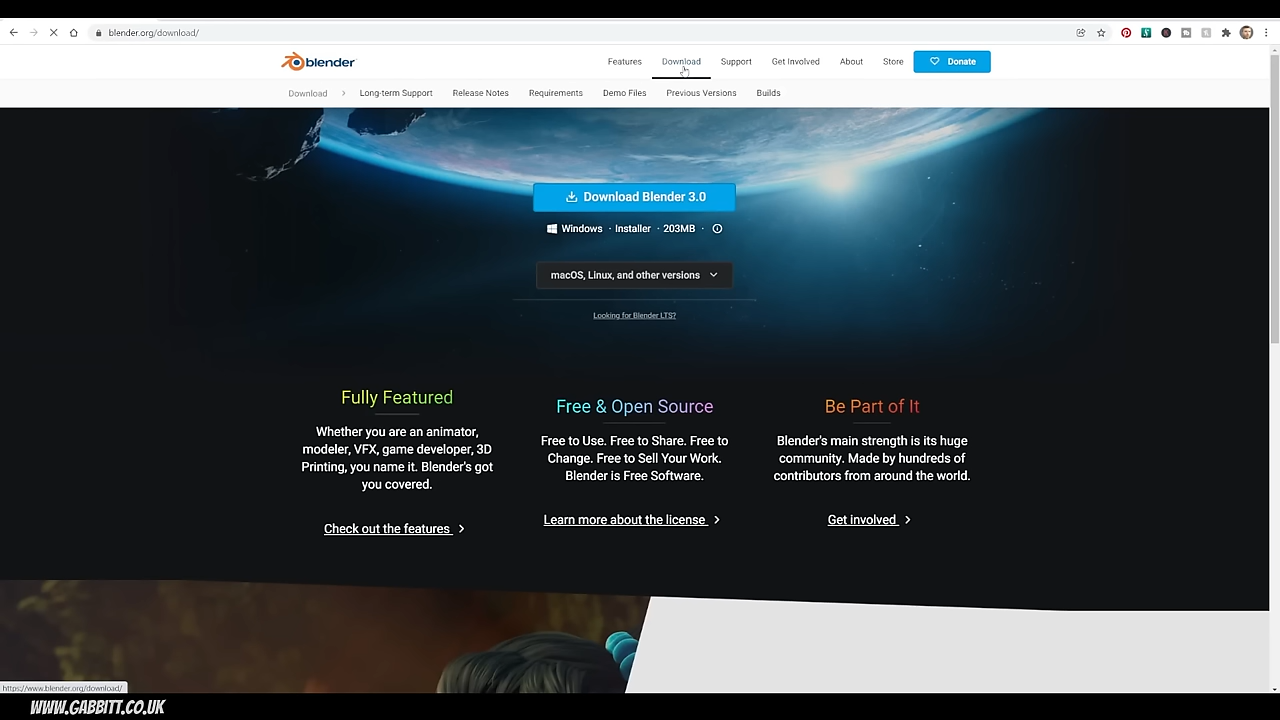 blender.org/download/
blender
Features Download Support Get Involved About Store Donate
Download Long-term Support Release Notes Requirements Demo Files Previous Versions Builds
Download Blender 3.0
Windows · Installer · 203MB ·
macOS, Linux, and other versions
Looking for Blender LTS?
Fully Featured
Whether you are an animator,
modeler, VFX, game developer, 3D
Printing, you name it. Blender's got
you covered.
Check out the features
Free & Open Source
Free to Use. Free to Share. Free to
Change. Free to Sell Your Work.
Blender is Free Software.
Learn more about the license
Be Part of It
Blender's main strength is its huge
community. Made by hundreds of
contributors from around the world.
Get involved
https://www.blender.org/download/
WWW.GABBITT.CO.UK